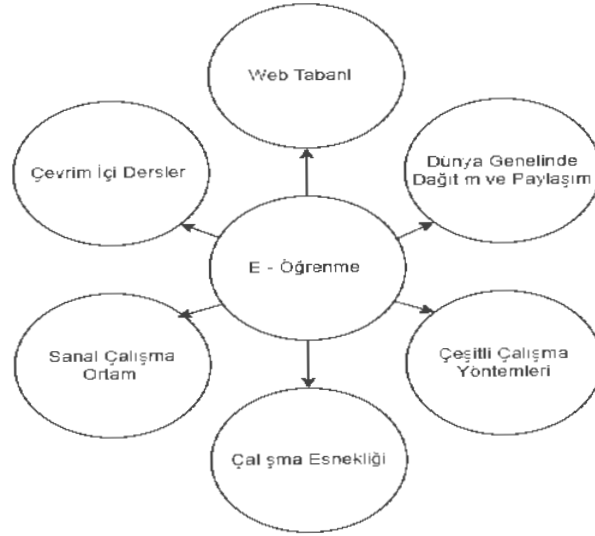 Web Tabanl
Çevrim İçi Dersler
Dünya Genelinde
Dağıt m ve Paylaşım
E - Öğrenme
Sanal Çalışma
Ortam
Çeşitli Çalışma
Yöntemleri
Çal şma Esnekliği